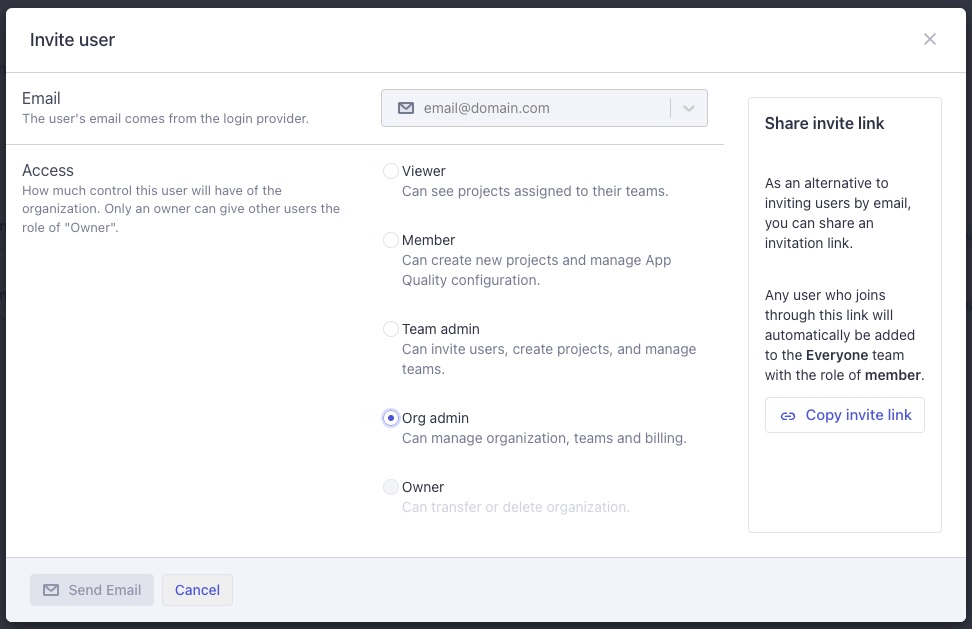 Invite user
Email
The user's email comes from the login provider.
email@domain.com
Access
How much control this user will have of the
organization. Only an owner can give other users the
role of "Owner".
Viewer
Can see projects assigned to their teams.
Member
Can create new projects and manage App
Quality configuration.
Team admin
Can invite users, create projects, and manage
teams.
Org admin
Can manage organization, teams and billing.
Owner
Can transfer or delete organization.
Share invite link
As an alternative to
inviting users by email,
you can share an
invitation link.
Any user who joins
through this link will
automatically be added
to the Everyone team
with the role of member.
Copy invite link
Send Email
Cancel